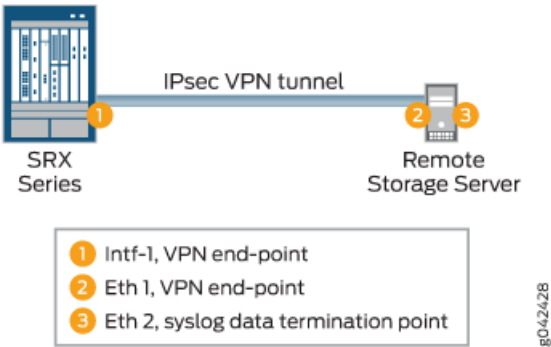 IPsec VPN tunnel
1
2
3
SRX
Series
Remote
Storage Server
1 Intf-1, VPN end-point
2 Eth 1, VPN end-point
3 Eth 2, syslog data termination point
g042428